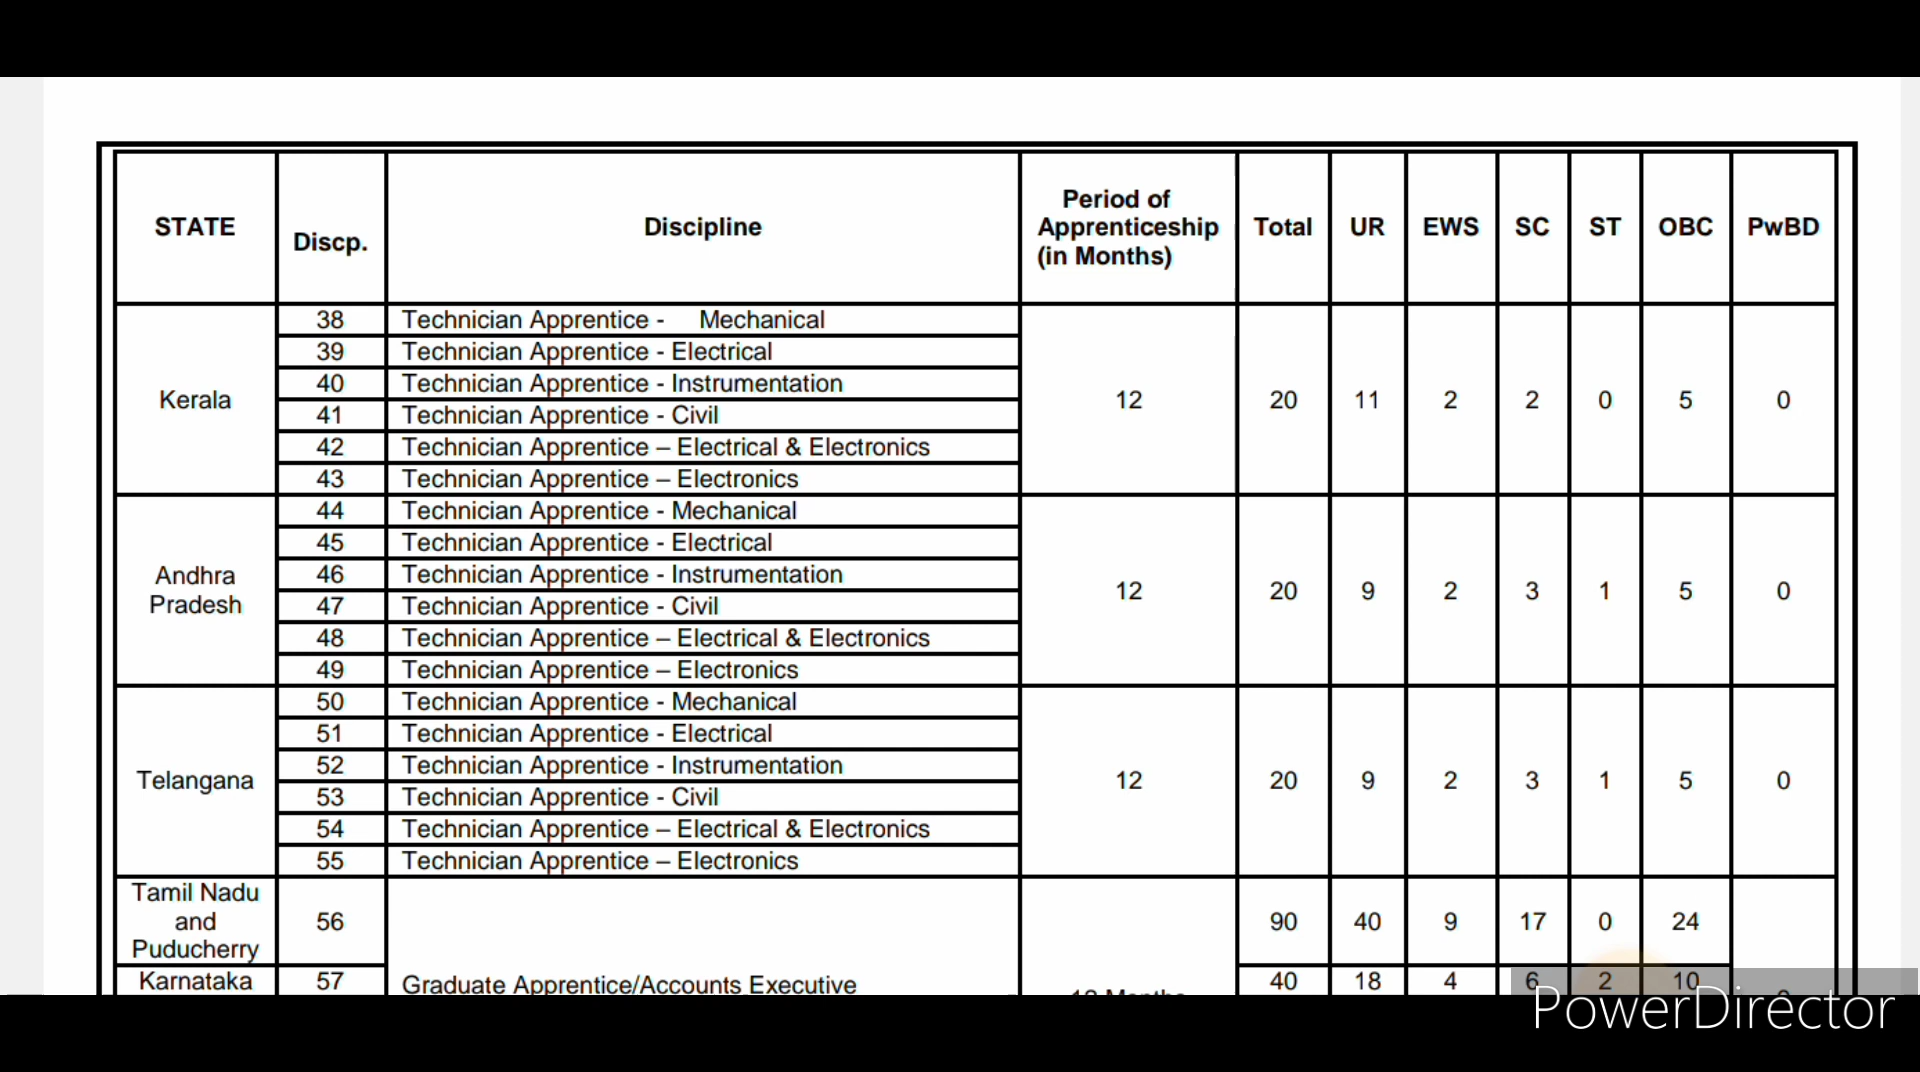 STATE Discp. Discipline Period of Apprenticeship (in Months) Total UR EWS SC ST OBC PwBD
Kerala
38 Technician Apprentice - Mechanical
39 Technician Apprentice - Electrical
40 Technician Apprentice - Instrumentation
41 Technician Apprentice - Civil
42 Technician Apprentice – Electrical & Electronics
43 Technician Apprentice – Electronics
12 20 11 2 2 0 5 0
Andhra
Pradesh
44 Technician Apprentice - Mechanical
45 Technician Apprentice - Electrical
46 Technician Apprentice - Instrumentation
47 Technician Apprentice - Civil
48 Technician Apprentice – Electrical & Electronics
49 Technician Apprentice – Electronics
12 20 9 2 3 1 5 0
Telangana
50 Technician Apprentice - Mechanical
51 Technician Apprentice - Electrical
52 Technician Apprentice - Instrumentation
53 Technician Apprentice - Civil
54 Technician Apprentice – Electrical & Electronics
55 Technician Apprentice – Electronics
12 20 9 2 3 1 5 0
Tamil Nadu
and
Puducherry
56 90 40 9 17 0 24
Karnataka 57 40 18 4 6 2 10
Graduate Apprentice/Accounts Executive
PowerDirector